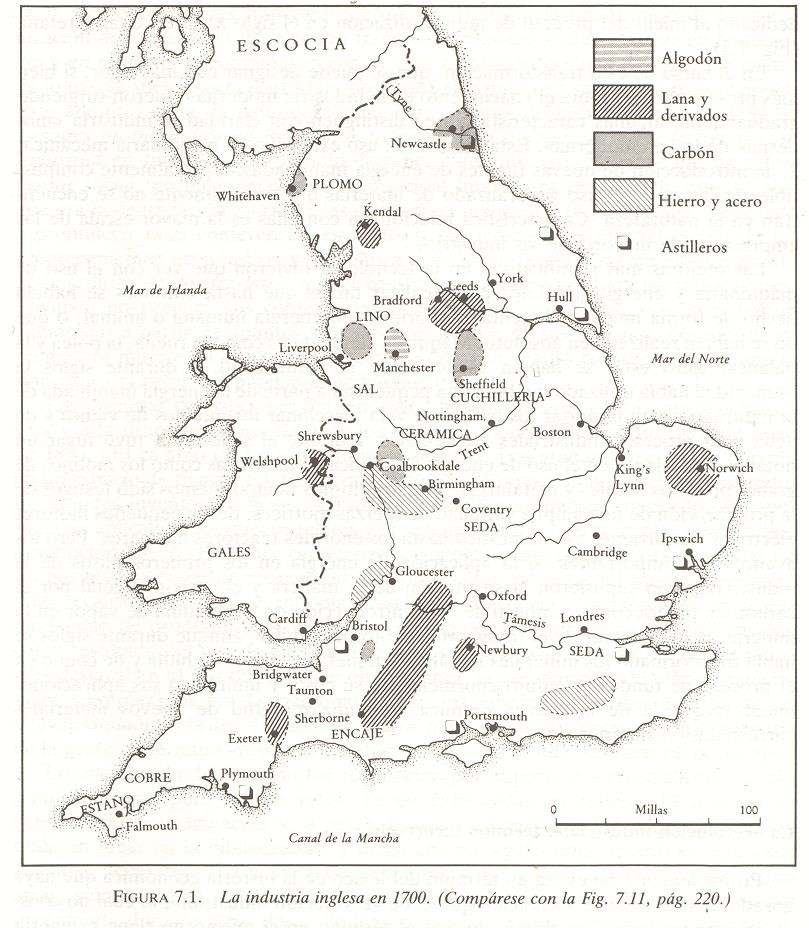 ESCOCIA
Algodón
Lana y
derivados
Carbón
Hierro y acero
Astilleros
Tyne
Newcastle
Whitehaven
PLOMO
Kendal
Mar de Irlanda
York
Leeds
Bradford
Hull
LINO
Liverpool
Manchester
Mar del Norte
Sheffield
SAL
CUCHILLERIA
Nottingham
Boston
CERAMICA
Shrewsbury
Trent
Welshpool
Coalbrookdale
King's
Lynn
Norwich
Birmingham
Coventry
SEDA
GALES
Cambridge
Ipswich
Gloucester
Oxford
Cardiff
Bristol
Támesis
Londres
Newbury
SEDA
Bridgwater
Taunton
Sherborne
Portsmouth
ENCAJE
Exeter
COBRE
Plymouth
ESTAÑO
Falmouth
0 Millas 100
Canal de la Mancha
FIGURA 7.1. La industria inglesa en 1700. (Compárese con la Fig. 7.11, pág. 220.)